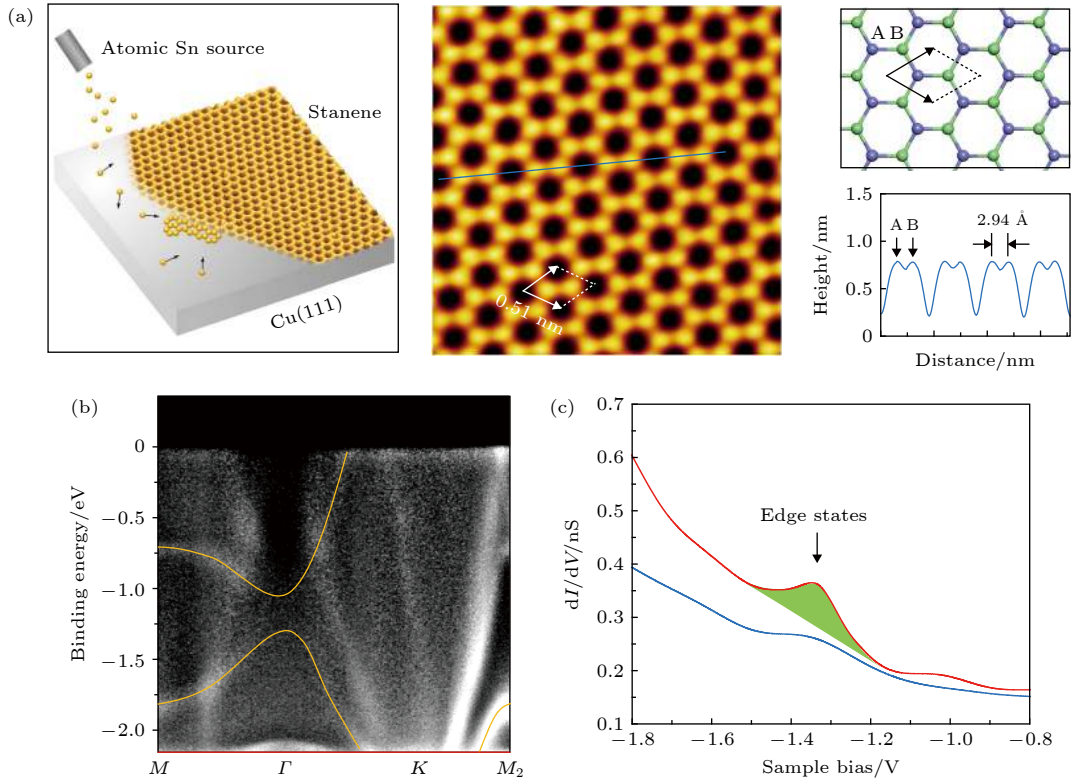 (a)
Atomic Sn source
Stanene
Cu(111)
0.51 nm
A B
1.5
1.0
0.5
0
Height/nm
A B
2.94 Å
Distance/nm
(b)
0
−0.5
−1.0
−1.5
−2.0
Binding energy/eV
M Γ K M₂
(c)
0.7
0.6
0.5
0.4
0.3
0.2
0.1
dI/dV/nS
Edge states
−1.8 −1.6 −1.4 −1.2 −1.0 −0.8
Sample bias/V